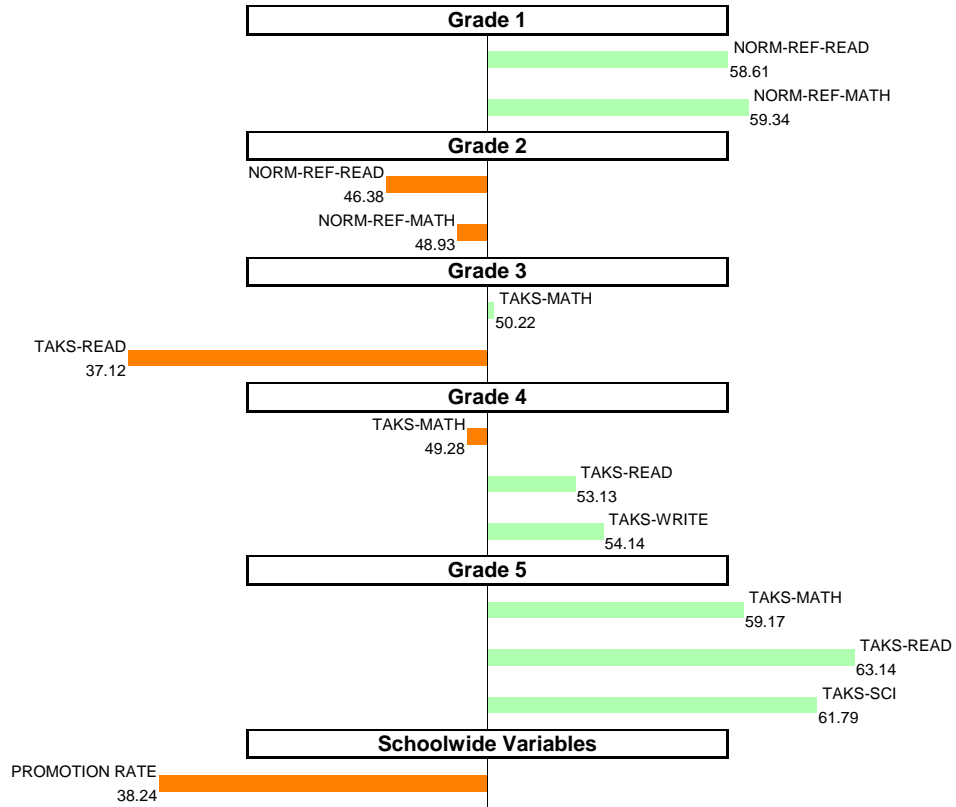 Grade 1
NORM-REF-READ
58.61
NORM-REF-MATH
59.34
Grade 2
NORM-REF-READ
46.38
NORM-REF-MATH
48.93
Grade 3
TAKS-MATH
50.22
TAKS-READ
37.12
Grade 4
TAKS-MATH
49.28
TAKS-READ
53.13
TAKS-WRITE
54.14
Grade 5
TAKS-MATH
59.17
TAKS-READ
63.14
TAKS-SCI
61.79
Schoolwide Variables
PROMOTION RATE
38.24